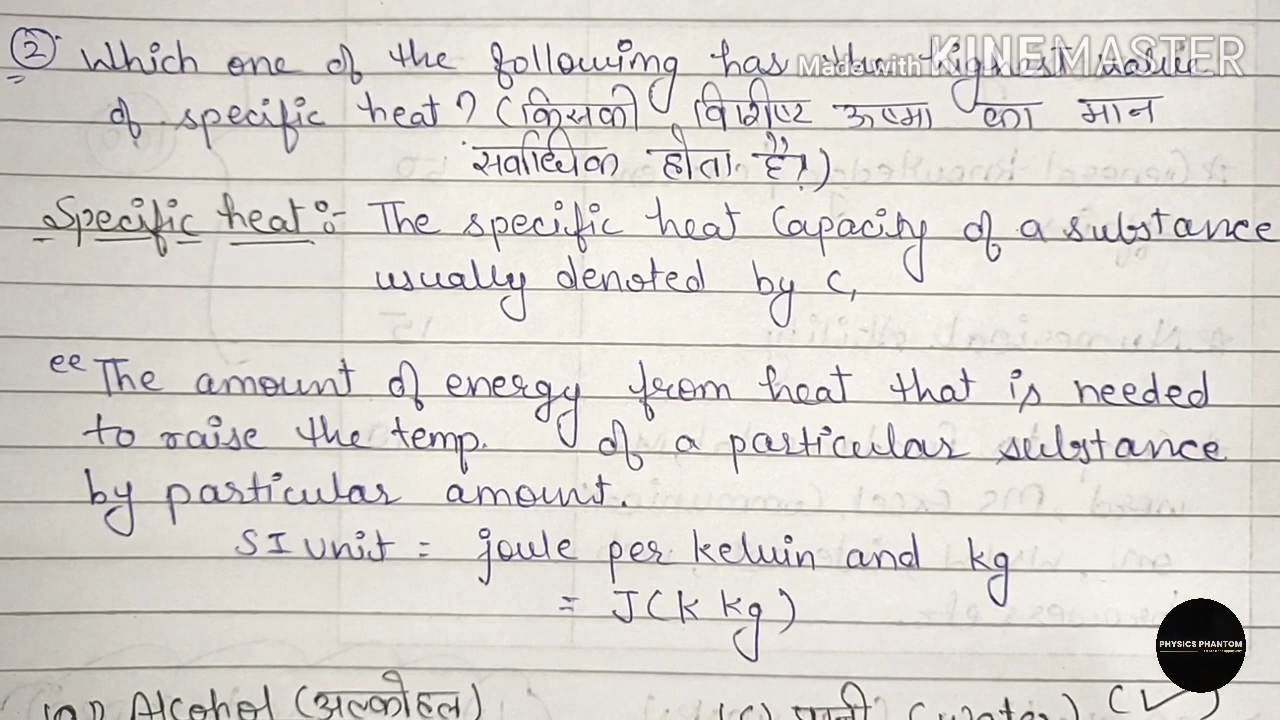 ② Which one of the following has the highest value
Made with KINEMASTER
of specific heat? (किसकी विशिष्ट ऊष्मा का मान
सर्वाधिक होता है?)
Specific heat :- The specific heat Capacity of a substance
usually denoted by c,
"The amount of energy from heat that is needed
to raise the temp. of a particular substance
by particular amount.
SI unit = joule per kelvin and kg
= J(K kg)
PHYSICS PHANTOM
(a) Alcohol (अल्कोहल) (c) पानी (water) (✓)